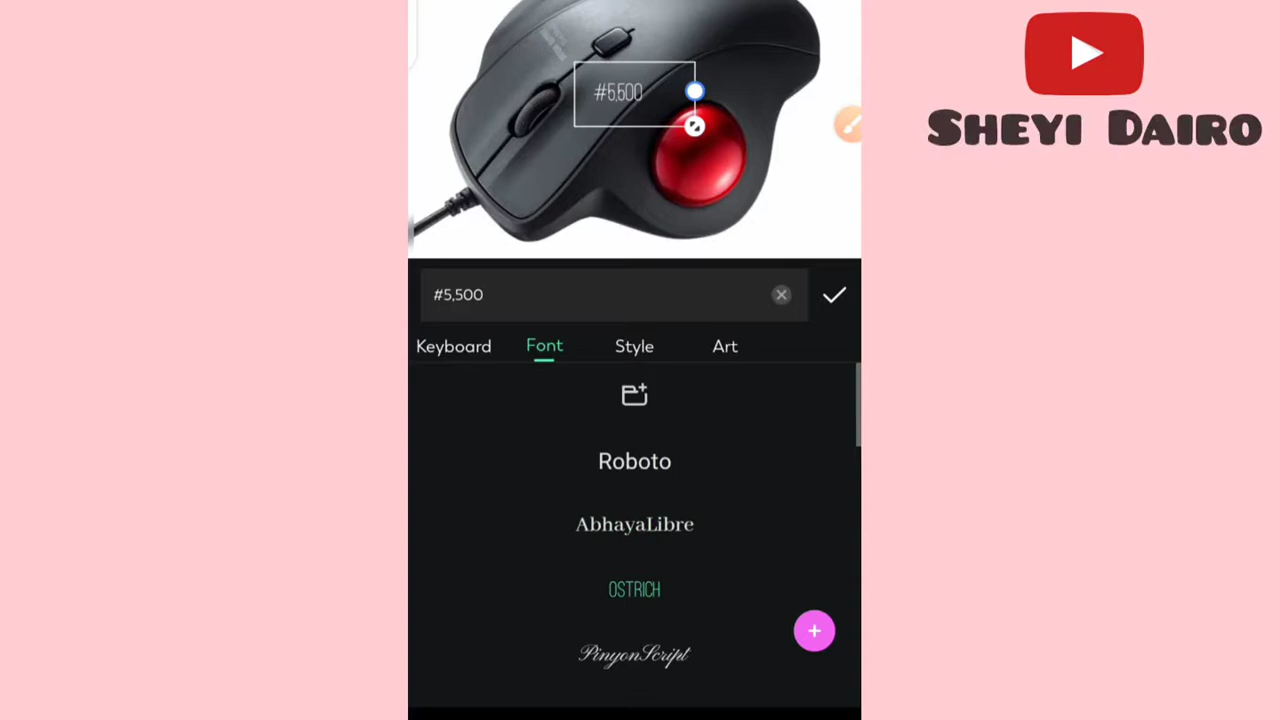 SHEYI DAIRO
#5,500
#5,500
Keyboard Font Style Art
Roboto
AbhayaLibre
OSTRICH
PinyonScript